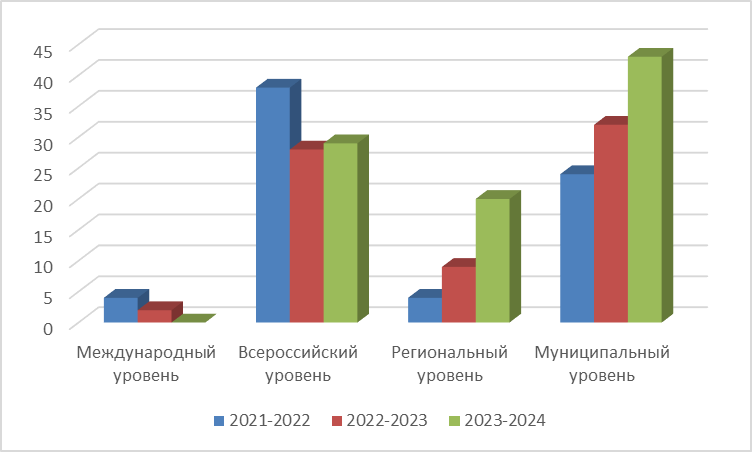 45
40
35
30
25
20
15
10
5
0
Международный уровень
Всероссийский уровень
Региональный уровень
Муниципальный уровень
2021-2022 2022-2023 2023-2024